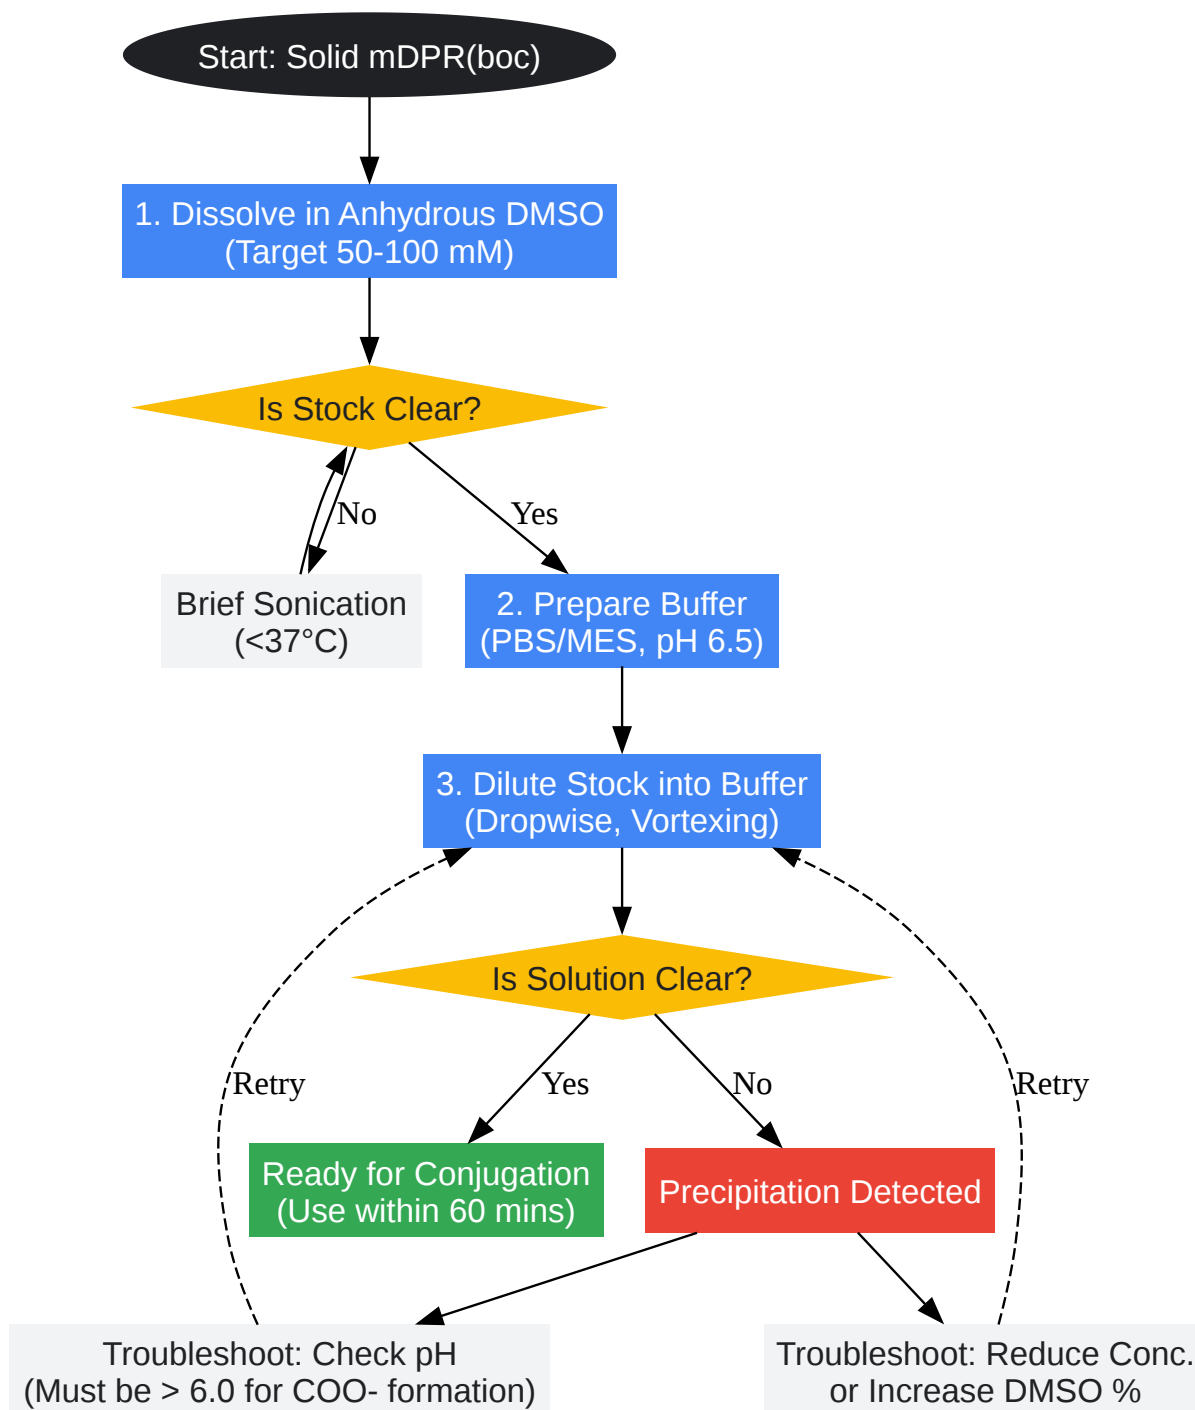 Start: Solid mDPR(boc)
1. Dissolve in Anhydrous DMSO
(Target 50-100 mM)
Is Stock Clear?
No
Yes
Brief Sonication
(<37°C)
2. Prepare Buffer
(PBS/MES, pH 6.5)
3. Dilute Stock into Buffer
(Dropwise, Vortexing)
Is Solution Clear?
Retry
Yes
No
Retry
Ready for Conjugation
(Use within 60 mins)
Precipitation Detected
Troubleshoot: Check pH
(Must be > 6.0 for COO- formation)
Troubleshoot: Reduce Conc.
or Increase DMSO %